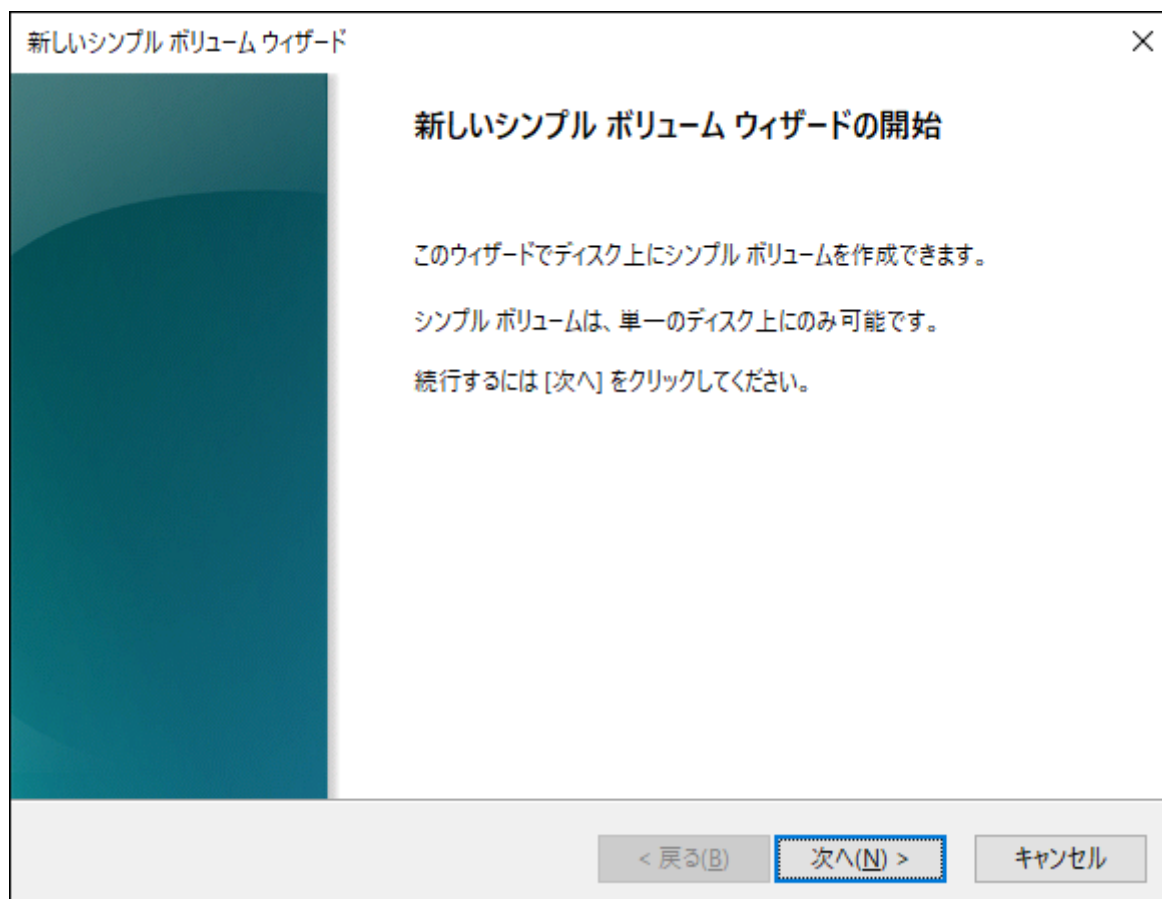 新しいシンプル ボリューム ウィザード
新しいシンプル ボリューム ウィザードの開始
このウィザードでディスク上にシンプル ボリュームを作成できます。
シンプル ボリュームは、単一のディスク上にのみ可能です。
続行するには [次へ] をクリックしてください。
< 戻る(B) 次へ(N) > キャンセル